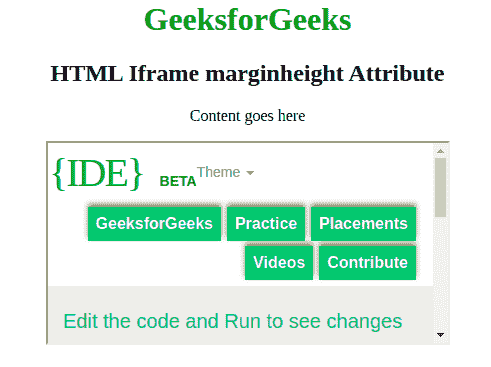 GeeksforGeeks
HTML Iframe marginheight Attribute
Content goes here
{IDE} BETA Theme
GeeksforGeeks Practice Placements
Videos Contribute
Edit the code and Run to see changes